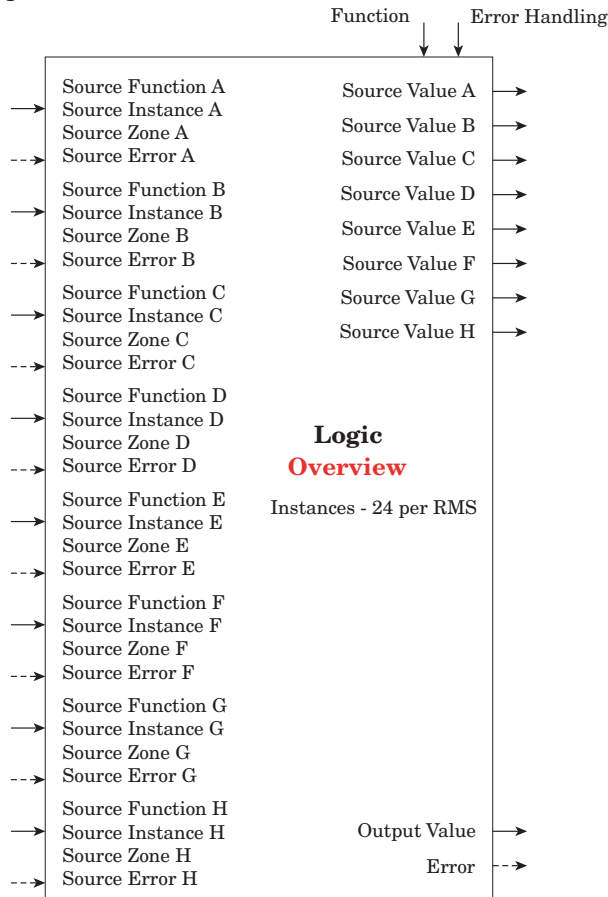 Function
Error Handling
Source Function A
Source Instance A
Source Zone A
Source Error A
Source Function B
Source Instance B
Source Zone B
Source Error B
Source Function C
Source Instance C
Source Zone C
Source Error C
Source Function D
Source Instance D
Source Zone D
Source Error D
Source Function E
Source Instance E
Source Zone E
Source Error E
Source Function F
Source Instance F
Source Zone F
Source Error F
Source Function G
Source Instance G
Source Zone G
Source Error G
Source Function H
Source Instance H
Source Zone H
Source Error H
Source Value A
Source Value B
Source Value C
Source Value D
Source Value E
Source Value F
Source Value G
Source Value H
Logic
Overview
Instances - 24 per RMS
Output Value
Error